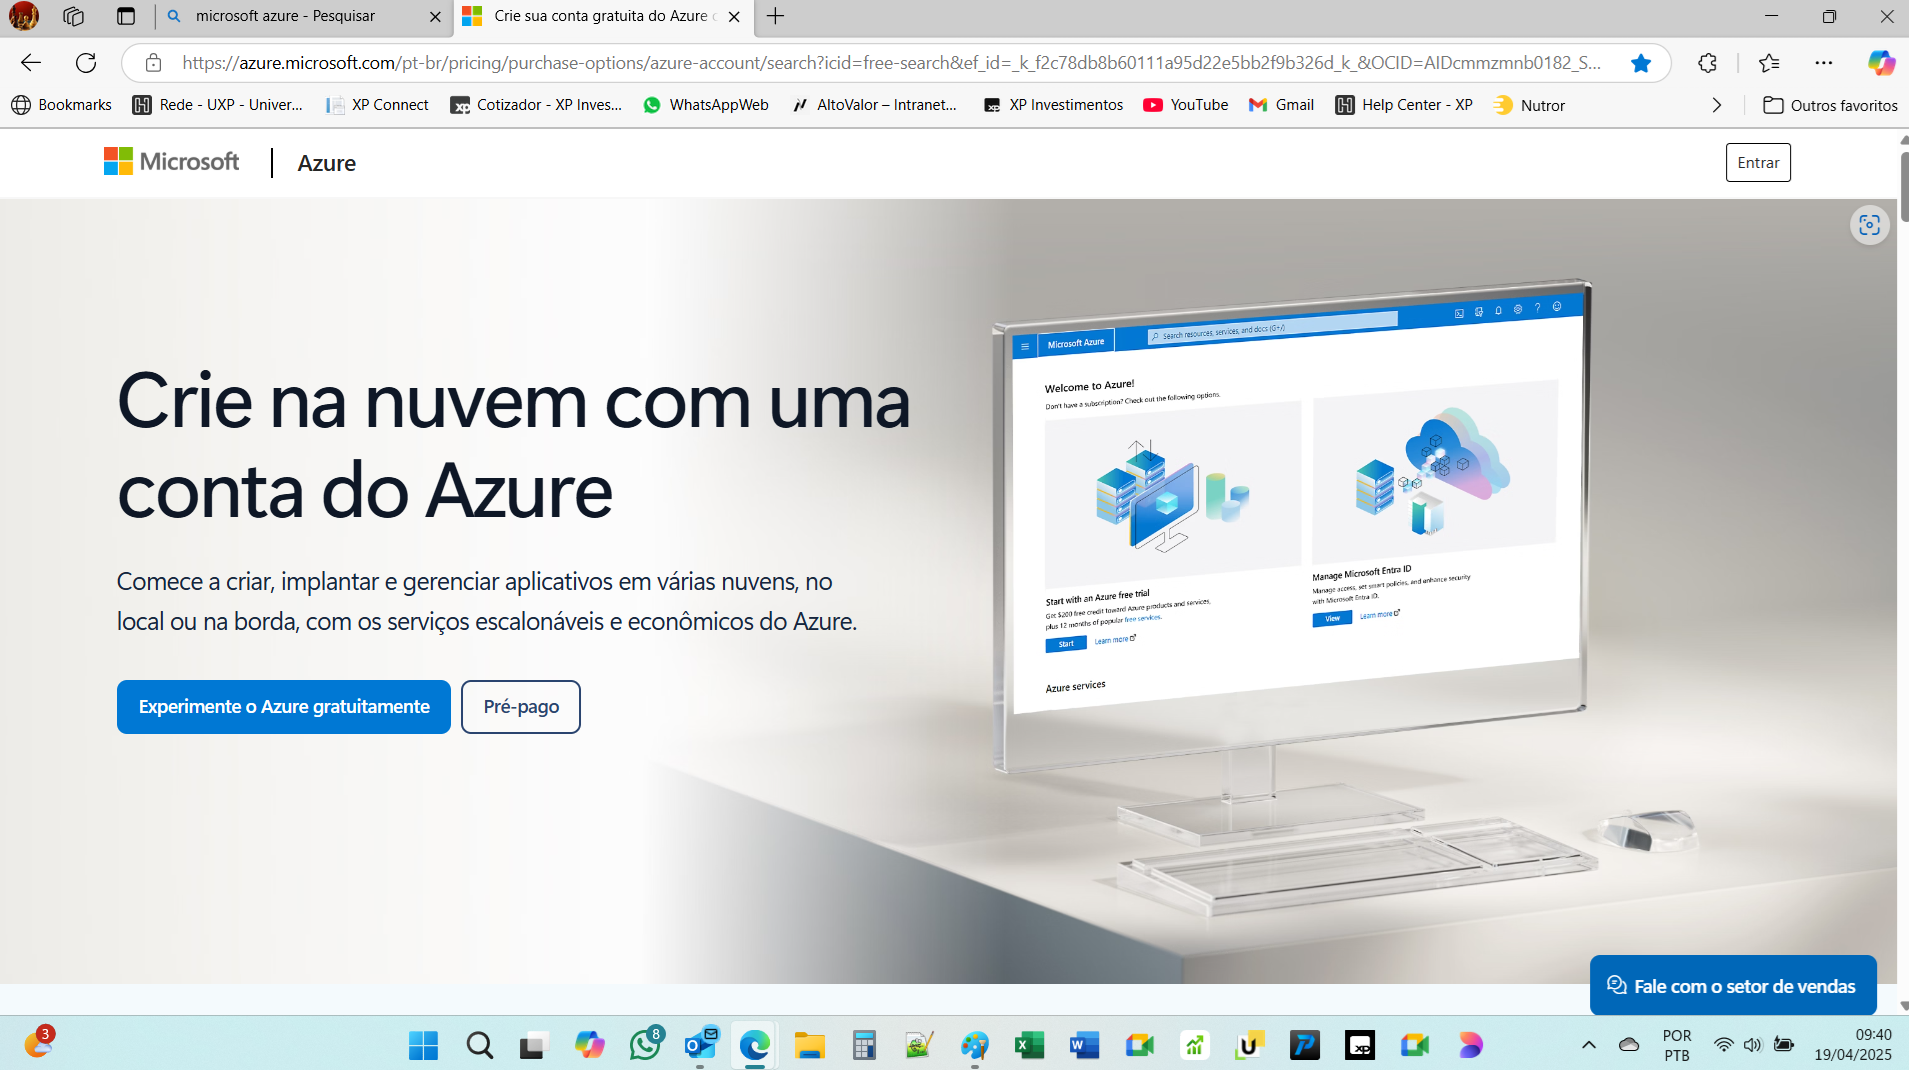 microsoft azure - Pesquisar
Crie sua conta gratuita do Azure
https://azure.microsoft.com/pt-br/pricing/purchase-options/azure-account/search?icid=free-search&ef_id=_k_f2c78db8b60111a95d22e5bb2f9b326d_k_&OCID=AIDcmmzmnb0182_S...
Bookmarks
Rede - UXP - Univer...
XP Connect
Cotizador - XP Inves...
WhatsAppWeb
AltoValor – Intranet...
XP Investimentos
YouTube
Gmail
Help Center - XP
Nutror
Outros favoritos
Microsoft
Azure
Entrar
Crie na nuvem com uma
conta do Azure
Comece a criar, implantar e gerenciar aplicativos em várias nuvens, no
local ou na borda, com os serviços escalonáveis e econômicos do Azure.
Experimente o Azure gratuitamente
Pré-pago
Microsoft Azure
Search resources, services, and docs (G+/)
Welcome to Azure!
Don't have a subscription? Check out the following options.
Start with an Azure free trial
Get $200 free credit toward Azure products and services,
plus 12 months of popular free services.
Start
Learn more
Manage Microsoft Entra ID
Manage access, set smart policies, and enhance security
with Microsoft Entra ID.
View
Learn more
Azure services
Fale com o setor de vendas
3
8
POR
PTB
09:40
19/04/2025